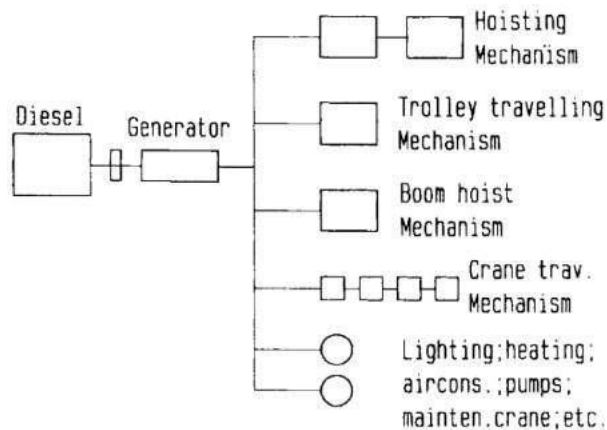 Hoisting
Mechanism
Diesel
Generator
Trolley travelling
Mechanism
Boom hoist
Mechanism
Crane trav.
Mechanism
Lighting;heating;
aircons.;pumps;
mainten.crane;etc.